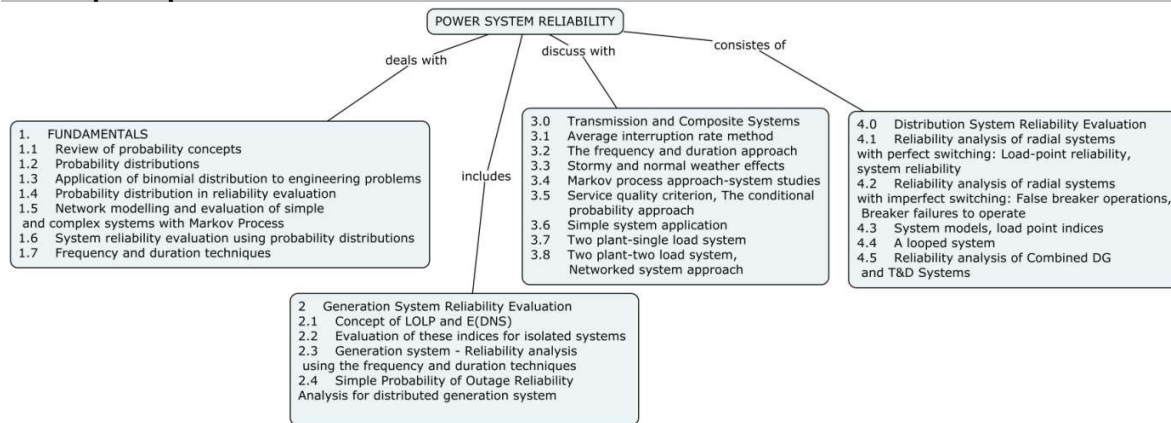 POWER SYSTEM RELIABILITY
deals with
includes
discuss with
consistes of
1. FUNDAMENTALS
1.1 Review of probability concepts
1.2 Probability distributions
1.3 Application of binomial distribution to engineering problems
1.4 Probability distribution in reliability evaluation
1.5 Network modelling and evaluation of simple
and complex systems with Markov Process
1.6 System reliability evaluation using probability distributions
1.7 Frequency and duration techniques
2 Generation System Reliability Evaluation
2.1 Concept of LOLP and E(DNS)
2.2 Evaluation of these indices for isolated systems
2.3 Generation system - Reliability analysis
using the frequency and duration techniques
2.4 Simple Probability of Outage Reliability
Analysis for distributed generation system
3.0 Transmission and Composite Systems
3.1 Average interruption rate method
3.2 The frequency and duration approach
3.3 Stormy and normal weather effects
3.4 Markov process approach-system studies
3.5 Service quality criterion, The conditional
probability approach
3.6 Simple system application
3.7 Two plant-single load system
3.8 Two plant-two load system,
Networked system approach
4.0 Distribution System Reliability Evaluation
4.1 Reliability analysis of radial systems
with perfect switching: Load-point reliability,
system reliability
4.2 Reliability analysis of radial systems
with imperfect switching: False breaker operations,
Breaker failures to operate
4.3 System models, load point indices
4.4 A looped system
4.5 Reliability analysis of Combined DG
and T&D Systems